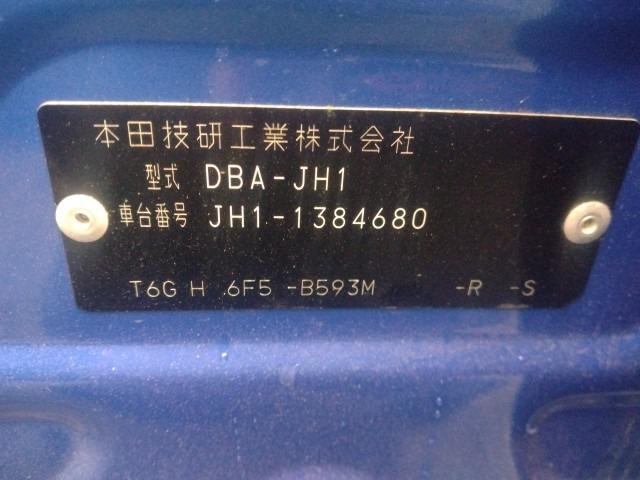 本田技研工業株式会社
型式 DBA-JH1
車台番号 JH1-1384680
T6G H 6F5 -B593M -R -S